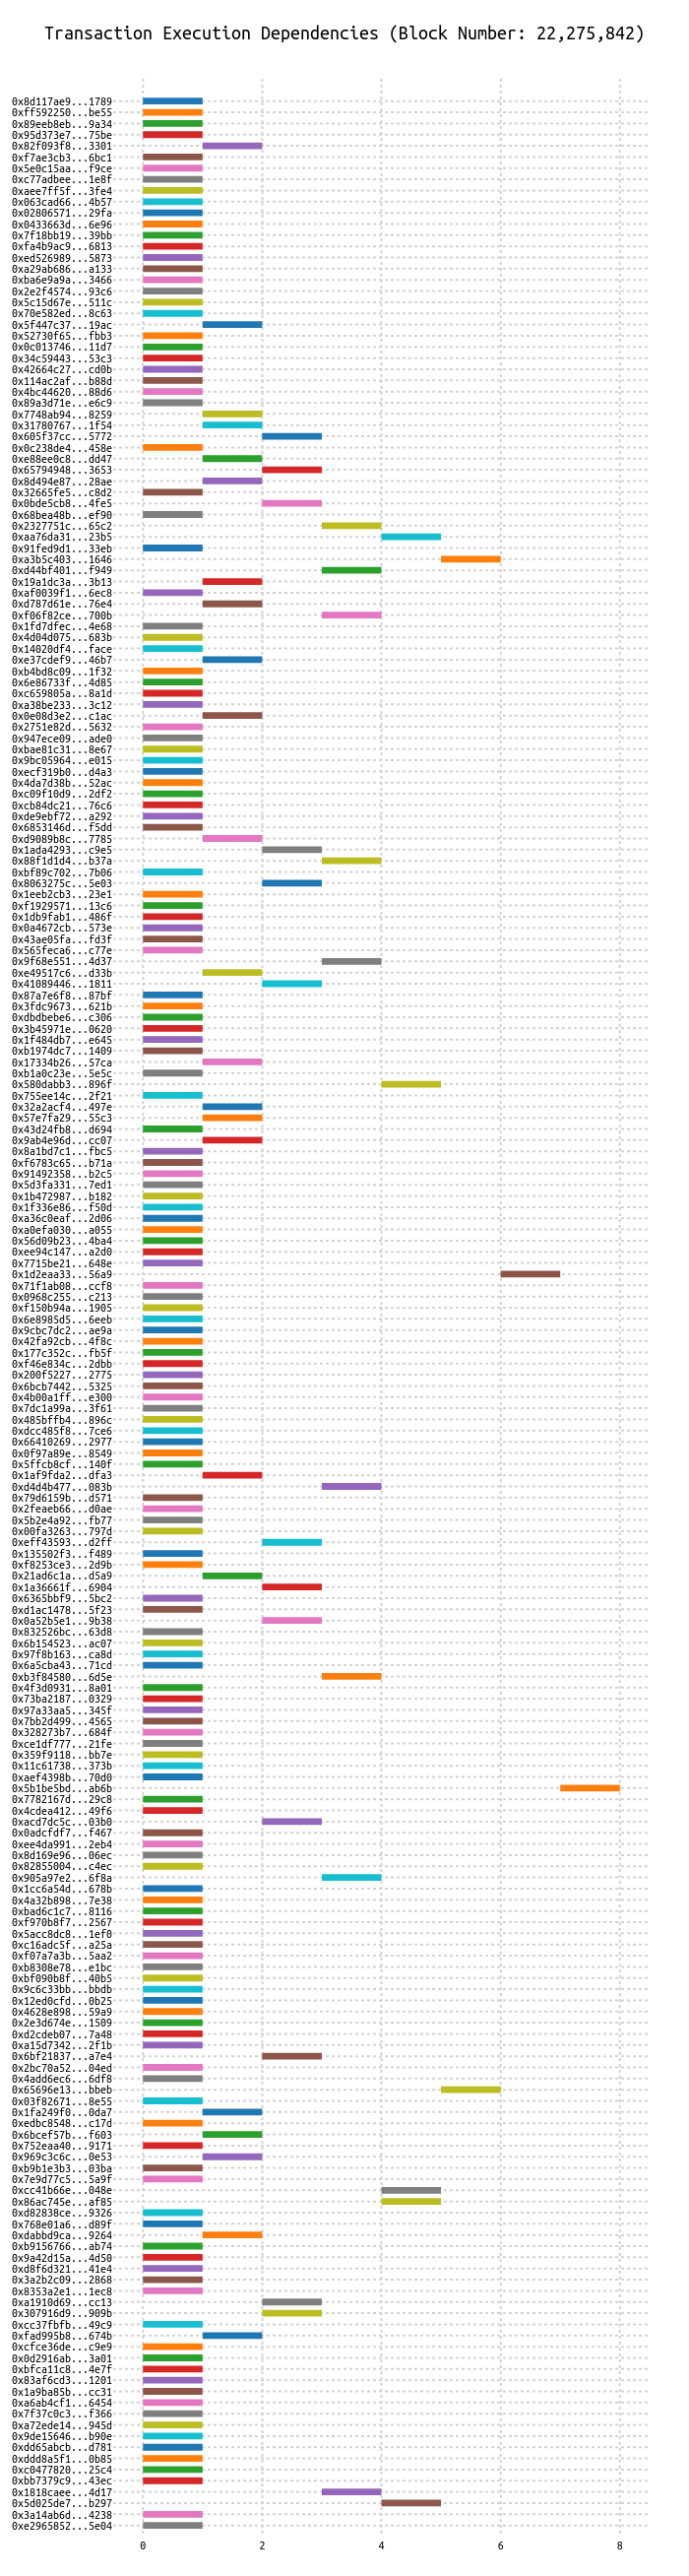 Transaction Execution Dependencies (Block Number: 22,275,842)
0x8d117ae9...1789
0xff592250...be55
0x89eeb8eb...9a34
0x95d373e7...75be
0x82f093f8...3301
0xf7ae3cb3...6bc1
0x5e0c15aa...f9ce
0xc77adbee...1e8f
0xaee7ff5f...3fe4
0x063cad66...4b57
0x02806571...29fa
0x0433663d...6e96
0x7f18bb19...39bb
0xfa4b9ac9...6813
0xed526989...5873
0xa29ab686...a133
0xba6e9a9a...3466
0x2e2f4574...93c6
0x5c15d67e...511c
0x70e582ed...8c63
0x5f447c37...19ac
0x52730f65...fbb3
0x0c013746...11d7
0x34c59443...53c3
0x42664c27...cd0b
0x114ac2af...b88d
0x4bc44620...88d6
0x89a3d71e...e6c9
0x7748ab94...8259
0x31780767...1f54
0x605f37cc...5772
0x0c238de4...458e
0xe88ee0c8...dd47
0x65794948...3653
0x8d494e87...28ae
0x32665fe5...c8d2
0x0bde5cb8...4fe5
0x68bea48b...ef90
0x2327751c...65c2
0xaa76da31...23b5
0x91fed9d1...33eb
0xa3b5c403...1646
0xd44bf401...f949
0x19a1dc3a...3b13
0xaf0039f1...6ec8
0xd787d61e...76e4
0xf06f82ce...700b
0x1fd7dfec...4e68
0x4d04d075...683b
0x14020df4...face
0xe37cdef9...46b7
0xb4bd8c09...1f32
0x6e86733f...4d85
0xc659805a...8a1d
0xa38be233...3c12
0x0e08d3e2...c1ac
0x2751e82d...5632
0x947ece09...ade0
0xbae81c31...8e67
0x9bc05964...e015
0xecf319b0...d4a3
0x4da7d38b...52ac
0xc09f10d9...2df2
0xcb84dc21...76c6
0xde9ebf72...a292
0x6853146d...f5dd
0xd9089b8c...7785
0x1ada4293...c9e5
0x88f1d1d4...b37a
0xbf89c702...7b06
0x8063275c...5e03
0x1eeb2cb3...23e1
0xf1929571...13c6
0x1db9fab1...486f
0x0a4672cb...573e
0x43ae05fa...fd3f
0x565feca6...c77e
0x9f68e551...4d37
0xe49517c6...d33b
0x41089446...1811
0x87a7e6f8...87bf
0x3fdc9673...621b
0xdbdbebe6...c306
0x3b45971e...0620
0x1f484db7...e645
0xb1974dc7...1409
0x17334b26...57ca
0xb1a0c23e...5e5c
0x580dabb3...896f
0x755ee14c...2f21
0x32a2acf4...497e
0x57e7fa29...55c3
0x43d24fb8...d694
0x9ab4e96d...cc07
0x8a1bd7c1...fbc5
0xf6783c65...b71a
0x91492358...b2c5
0x5d3fa331...7ed1
0x1b472987...b182
0x1f336e86...f50d
0xa36c0eaf...2d06
0xa0efa030...a055
0x56d09b23...4ba4
0xee94c147...a2d0
0x7715be21...648e
0x1d2eaa33...56a9
0x71f1ab08...ccf8
0x0968c255...c213
0xf150b94a...1905
0x6e8985d5...6eeb
0x9cbc7dc2...ae9a
0x42fa92cb...4f8c
0x177c352c...fb5f
0xf46e834c...2dbb
0x200f5227...2775
0x6bcb7442...5325
0x4b00a1ff...e300
0x7dc1a99a...3f61
0x485bffb4...896c
0xdcc485f8...7ce6
0x66410269...2977
0x0f97a89e...8549
0x5ffcb8cf...140f
0x1af9fda2...dfa3
0xd4d4b477...083b
0x79d6159b...d571
0x2feaeb66...d0ae
0x5b2e4a92...fb77
0x00fa3263...797d
0xeff43593...d2ff
0x135502f3...f489
0xf8253ce3...2d9b
0x21ad6c1a...d5a9
0x1a36661f...6904
0x6365bbf9...5bc2
0xd1ac1478...5f23
0x0a52b5e1...9b38
0x832526bc...63d8
0x6b154523...ac07
0x97f8b163...ca8d
0x6a5cba43...71cd
0xb3f84580...6d5e
0x4f3d0931...8a01
0x73ba2187...0329
0x97a33aa5...345f
0x7bb2d499...4565
0x328273b7...684f
0xce1df777...21fe
0x359f9118...bb7e
0x11c61738...373b
0xaef4398b...70d0
0x5b1be5bd...ab6b
0x7782167d...29c8
0x4cdea412...49f6
0xacd7dc5c...03b0
0x0adcfdf7...f467
0xee4da991...2eb4
0x8d169e96...06ec
0x82855004...c4ec
0x905a97e2...6f8a
0x1cc6a54d...678b
0x4a32b898...7e38
0xbad6c1c7...8116
0xf970b8f7...2567
0x5acc8dc8...1ef0
0xc16adc5f...a25a
0xf07a7a3b...5aa2
0xb8308e78...e1bc
0xbf090b8f...40b5
0x9c6c33bb...bbdb
0x12ed0cfd...0b25
0x4628e898...59a9
0x2e3d674e...1509
0xd2cdeb07...7a48
0xa15d7342...2f1b
0x6bf21837...a7e4
0x2bc70a52...04ed
0x4add6ec6...6df8
0x65696e13...bbeb
0x03f82671...8e55
0x1fa249f0...0da7
0xedbc8548...c17d
0x6bcef57b...f603
0x752eaa40...9171
0x969c3c6c...0e53
0xb9b1e3b3...03ba
0x7e9d77c5...5a9f
0xcc41b66e...048e
0x86ac745e...af85
0xd82838ce...9326
0x768e01a6...d89f
0xdabbd9ca...9264
0xb9156766...ab74
0x9a42d15a...4d50
0xd8f6d321...41e4
0x3a2b2c09...2868
0x8353a2e1...1ec8
0xa1910d69...cc13
0x307916d9...909b
0xcc37fbfb...49c9
0xfad995b8...674b
0xcfce36de...c9e9
0x0d2916ab...3a01
0xbfca11c8...4e7f
0x83af6cd3...1201
0x1a9ba85b...cc31
0xa6ab4cf1...6454
0x7f37c0c3...f366
0xa72ede14...945d
0x9de15646...b90e
0xdd65abcb...d781
0xddd8a5f1...0b85
0xc0477820...25c4
0xbb7379c9...43ec
0x1818caee...4d17
0x5d025de7...b297
0x3a14ab6d...4238
0xe2965852...5e04
0 2 4 6 8